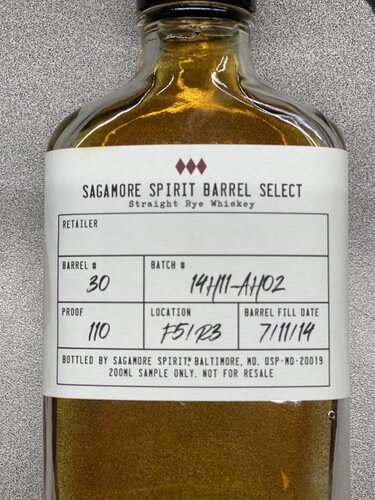 SAGAMORE SPIRIT BARREL SELECT
Straight Rye Whiskey
RETAILER
BARREL # BATCH #
30 14H11-AH02
PROOF LOCATION BARREL FILL DATE
110 F5/R3 7/11/14
BOTTLED BY SAGAMORE SPIRIT® BALTIMORE, MD. DSP-MD-20019
200ML SAMPLE ONLY. NOT FOR RESALE